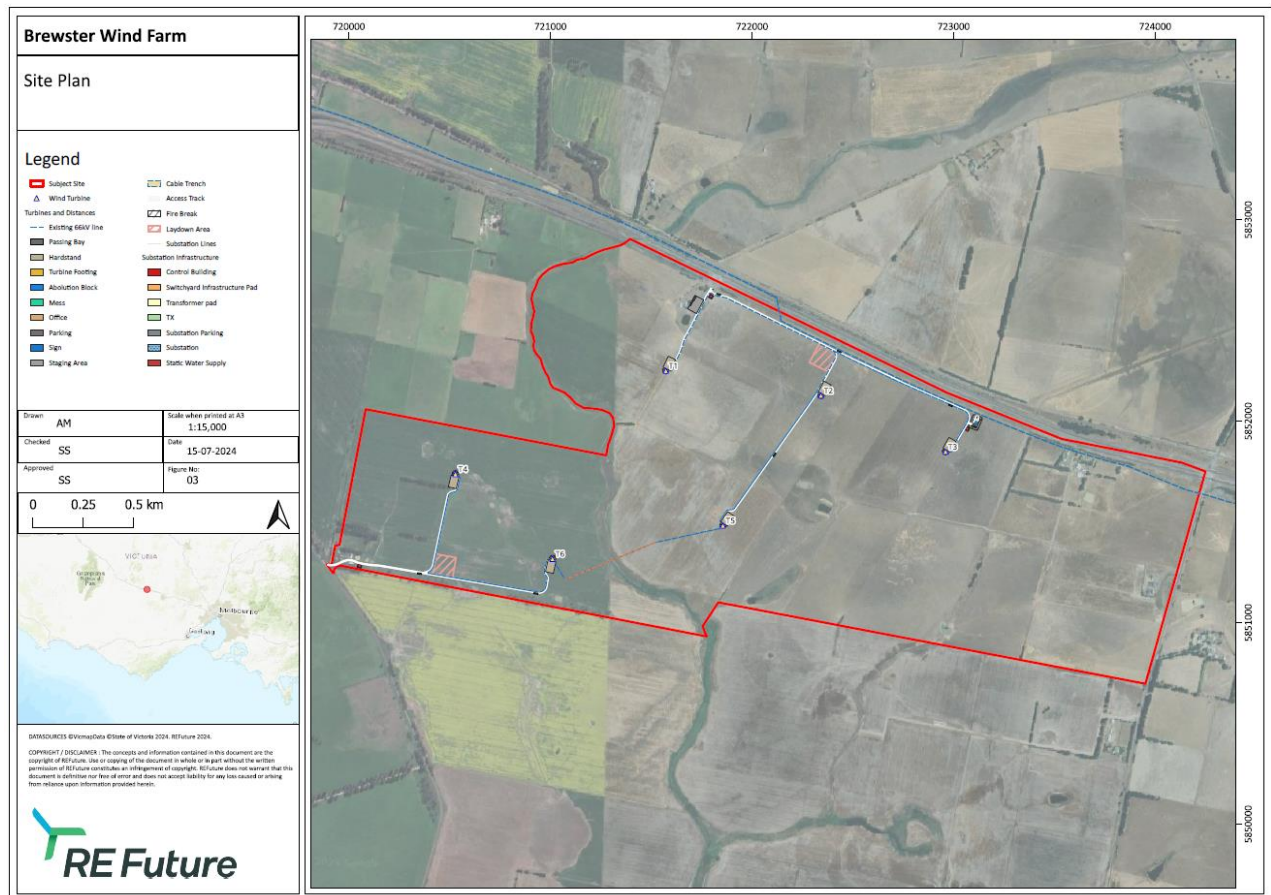 Brewster Wind Farm
Site Plan
Legend
Subject Site
Wind Turbine
Turbines and Distances
Existing 66kV line
Passing Bay
Hardstand
Turbine Footing
Abolution Block
Mess
Office
Parking
Sign
Staging Area
Cable Trench
Access Track
Fire Break
Laydown Area
Substation Lines
Substation Infrastructure
Control Building
Switchyard Infrastructure Pad
Transformer pad
TX
Substation Parking
Substation
Static Water Supply
Drawn
AM
Scale when printed at A3
1:15,000
Checked
SS
Date
15-07-2024
Approved
SS
Figure No:
03
0 0.25 0.5 km
VICTORIA
Melbourne
Geelong
DATASOURCES ©VicmapData ©State of Victoria 2024. REFuture 2024.
COPYRIGHT / DISCLAIMER : The concepts and information contained in this document are the
copyright of REFuture. Use or copying of the document in whole or in part without the written
permission of REFuture constitutes an infringement of copyright. REFuture does not warrant that this
document is definitive nor free of error and does not accept liability for any loss caused or arising
from reliance upon information provided herein.
RE Future
720000 721000 722000 723000 724000
5853000
5852000
5851000
5850000
T1
T2
T3
T4
T5
T6